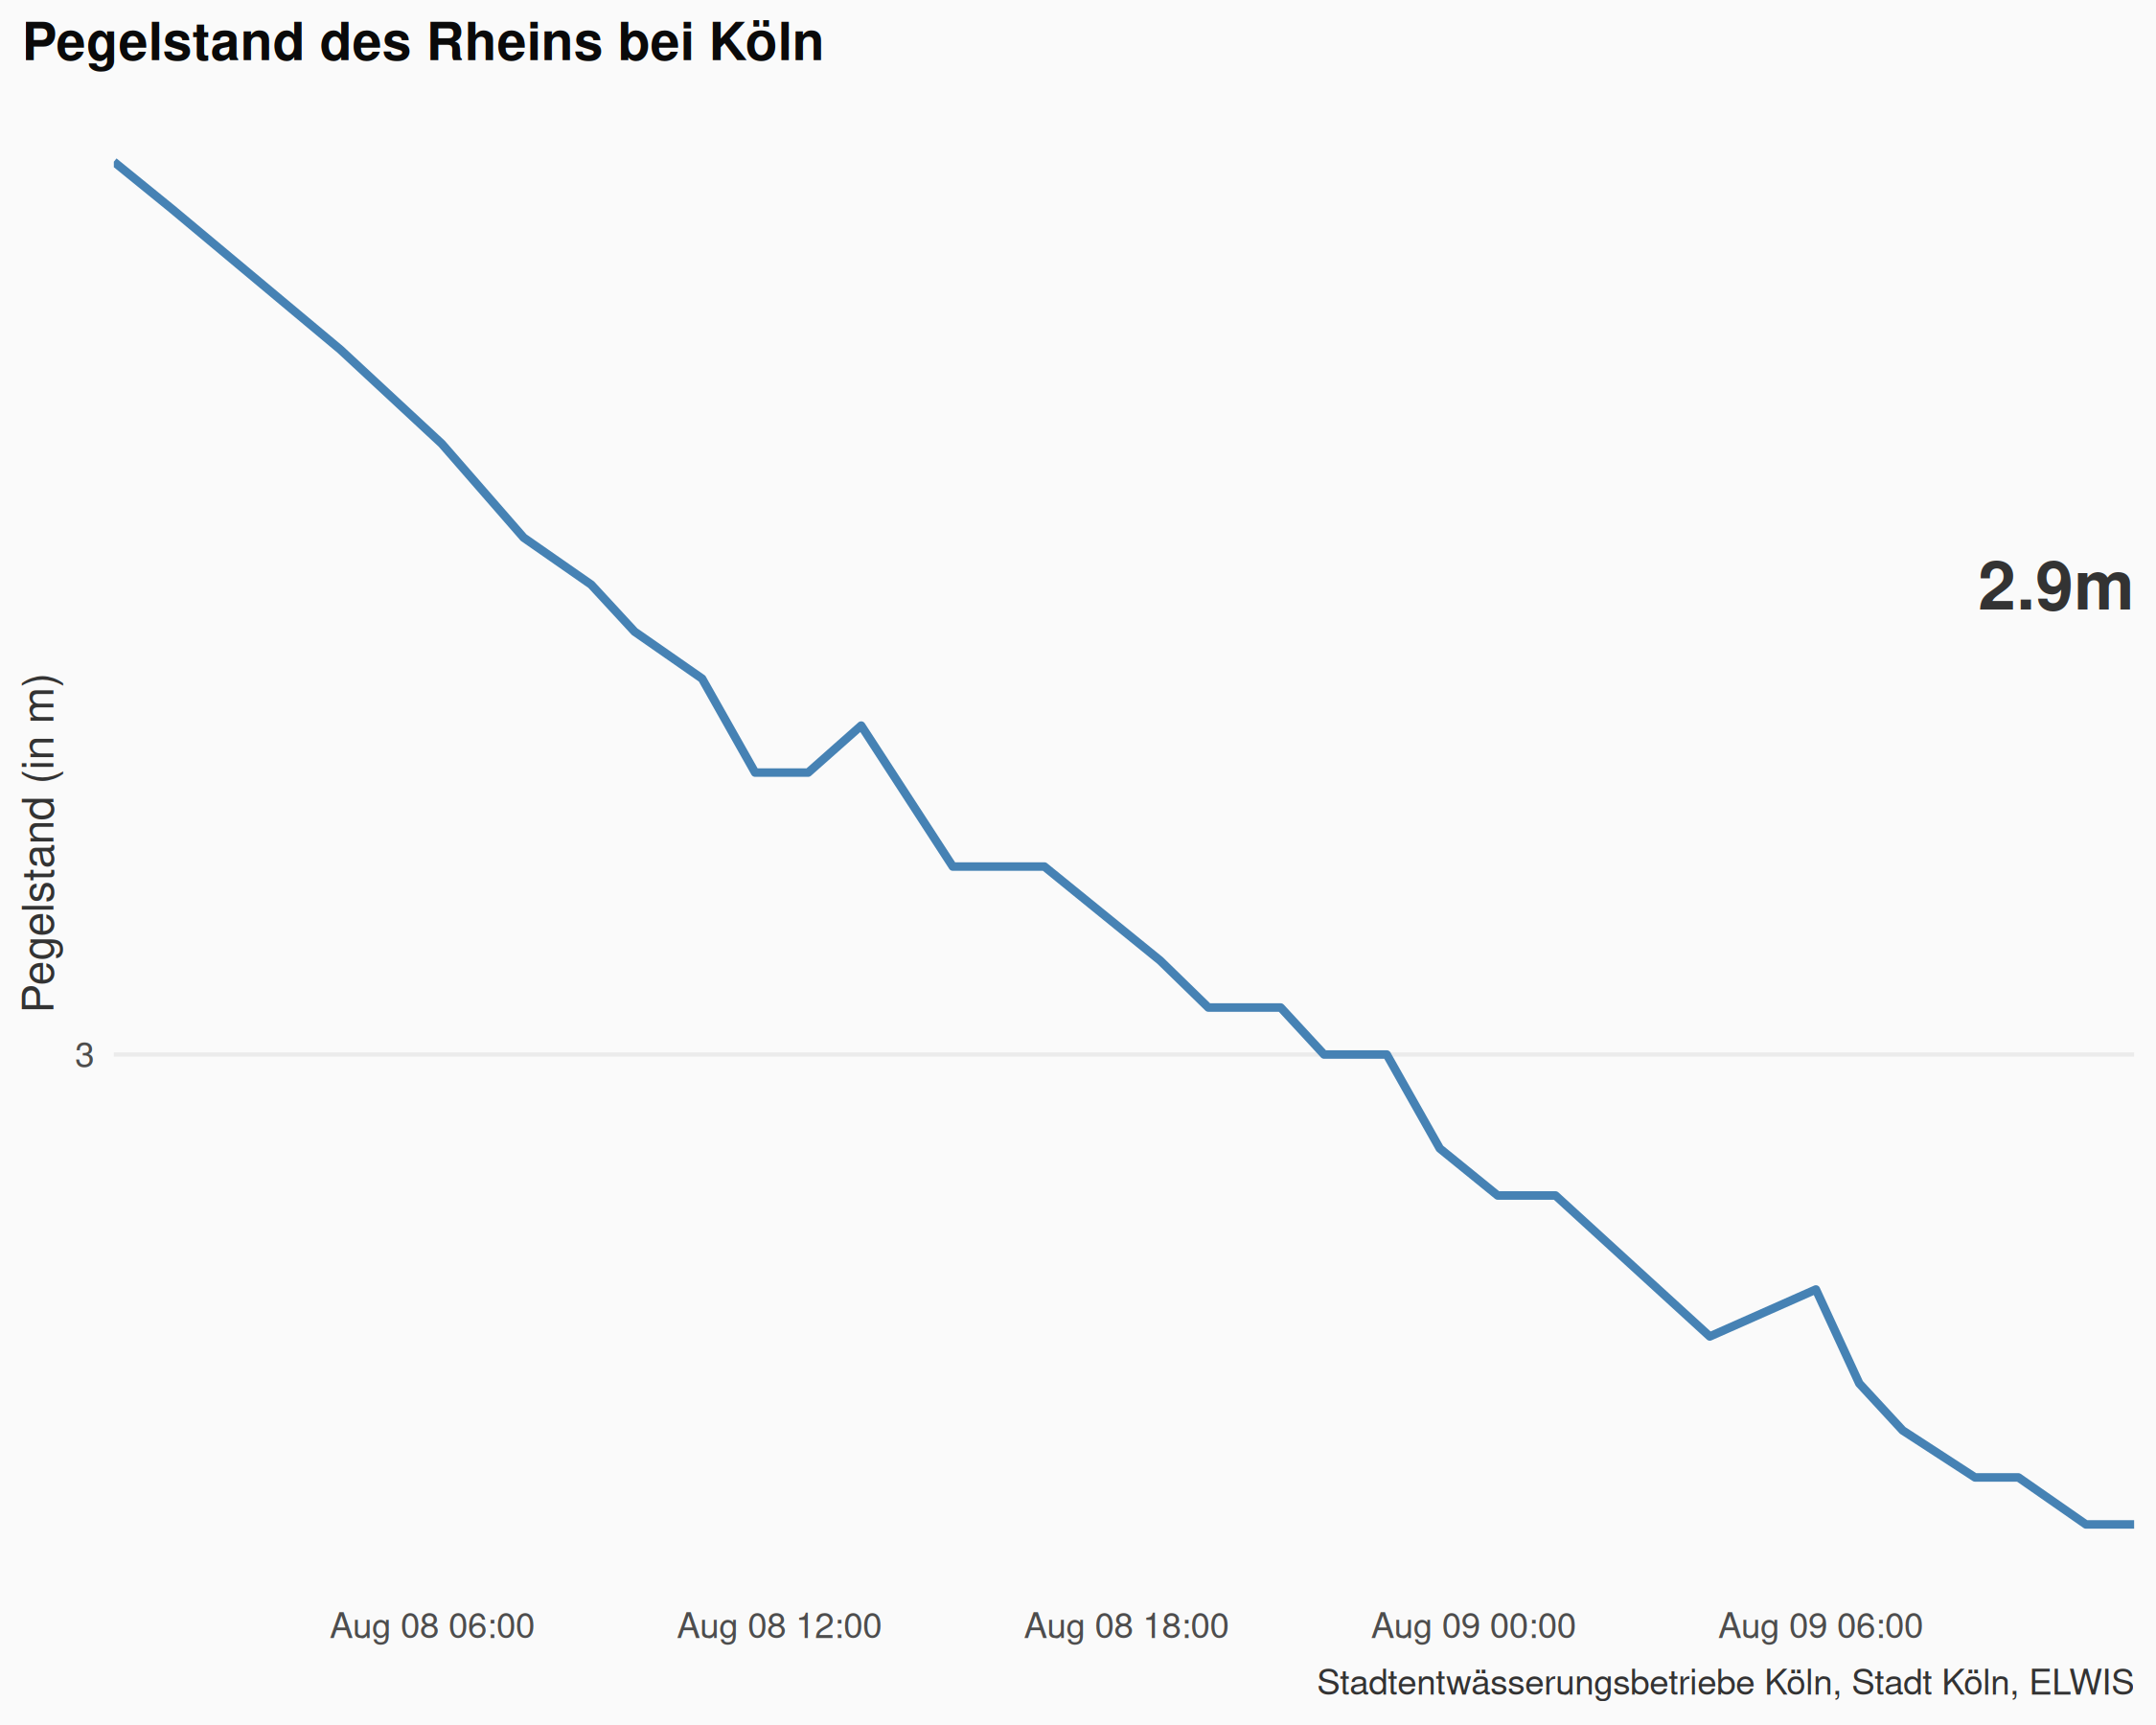 Pegelstand des Rheins bei Köln
2.9m
Pegelstand (in m)
3
Aug 08 06:00
Aug 08 12:00
Aug 08 18:00
Aug 09 00:00
Aug 09 06:00
Stadtentwässerungsbetriebe Köln, Stadt Köln, ELWIS